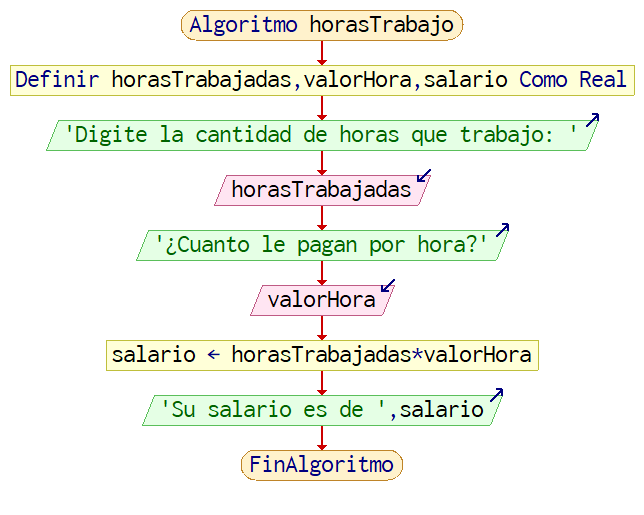 Algoritmo horasTrabajo
Definir horasTrabajadas,valorHora,salario Como Real
'Digite la cantidad de horas que trabajo: '
horasTrabajadas
'¿Cuanto le pagan por hora?'
valorHora
salario ← horasTrabajadas*valorHora
'Su salario es de ',salario
FinAlgoritmo